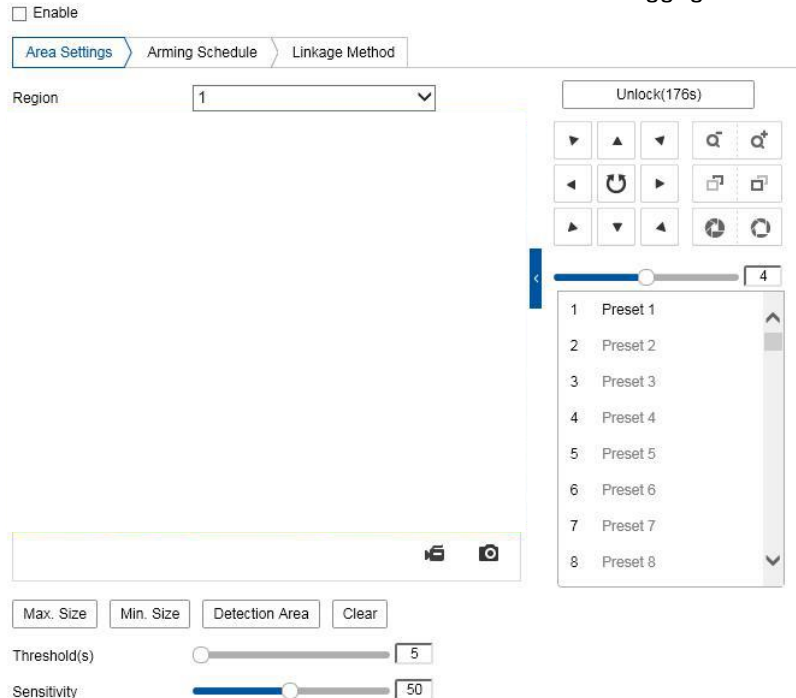 Enable
Area Settings Arming Schedule Linkage Method
Region 1
Unlock(176s)
4
1 Preset 1
2 Preset 2
3 Preset 3
4 Preset 4
5 Preset 5
6 Preset 6
7 Preset 7
8 Preset 8
Max. Size Min. Size Detection Area Clear
Threshold(s) 5
Sensitivity 50